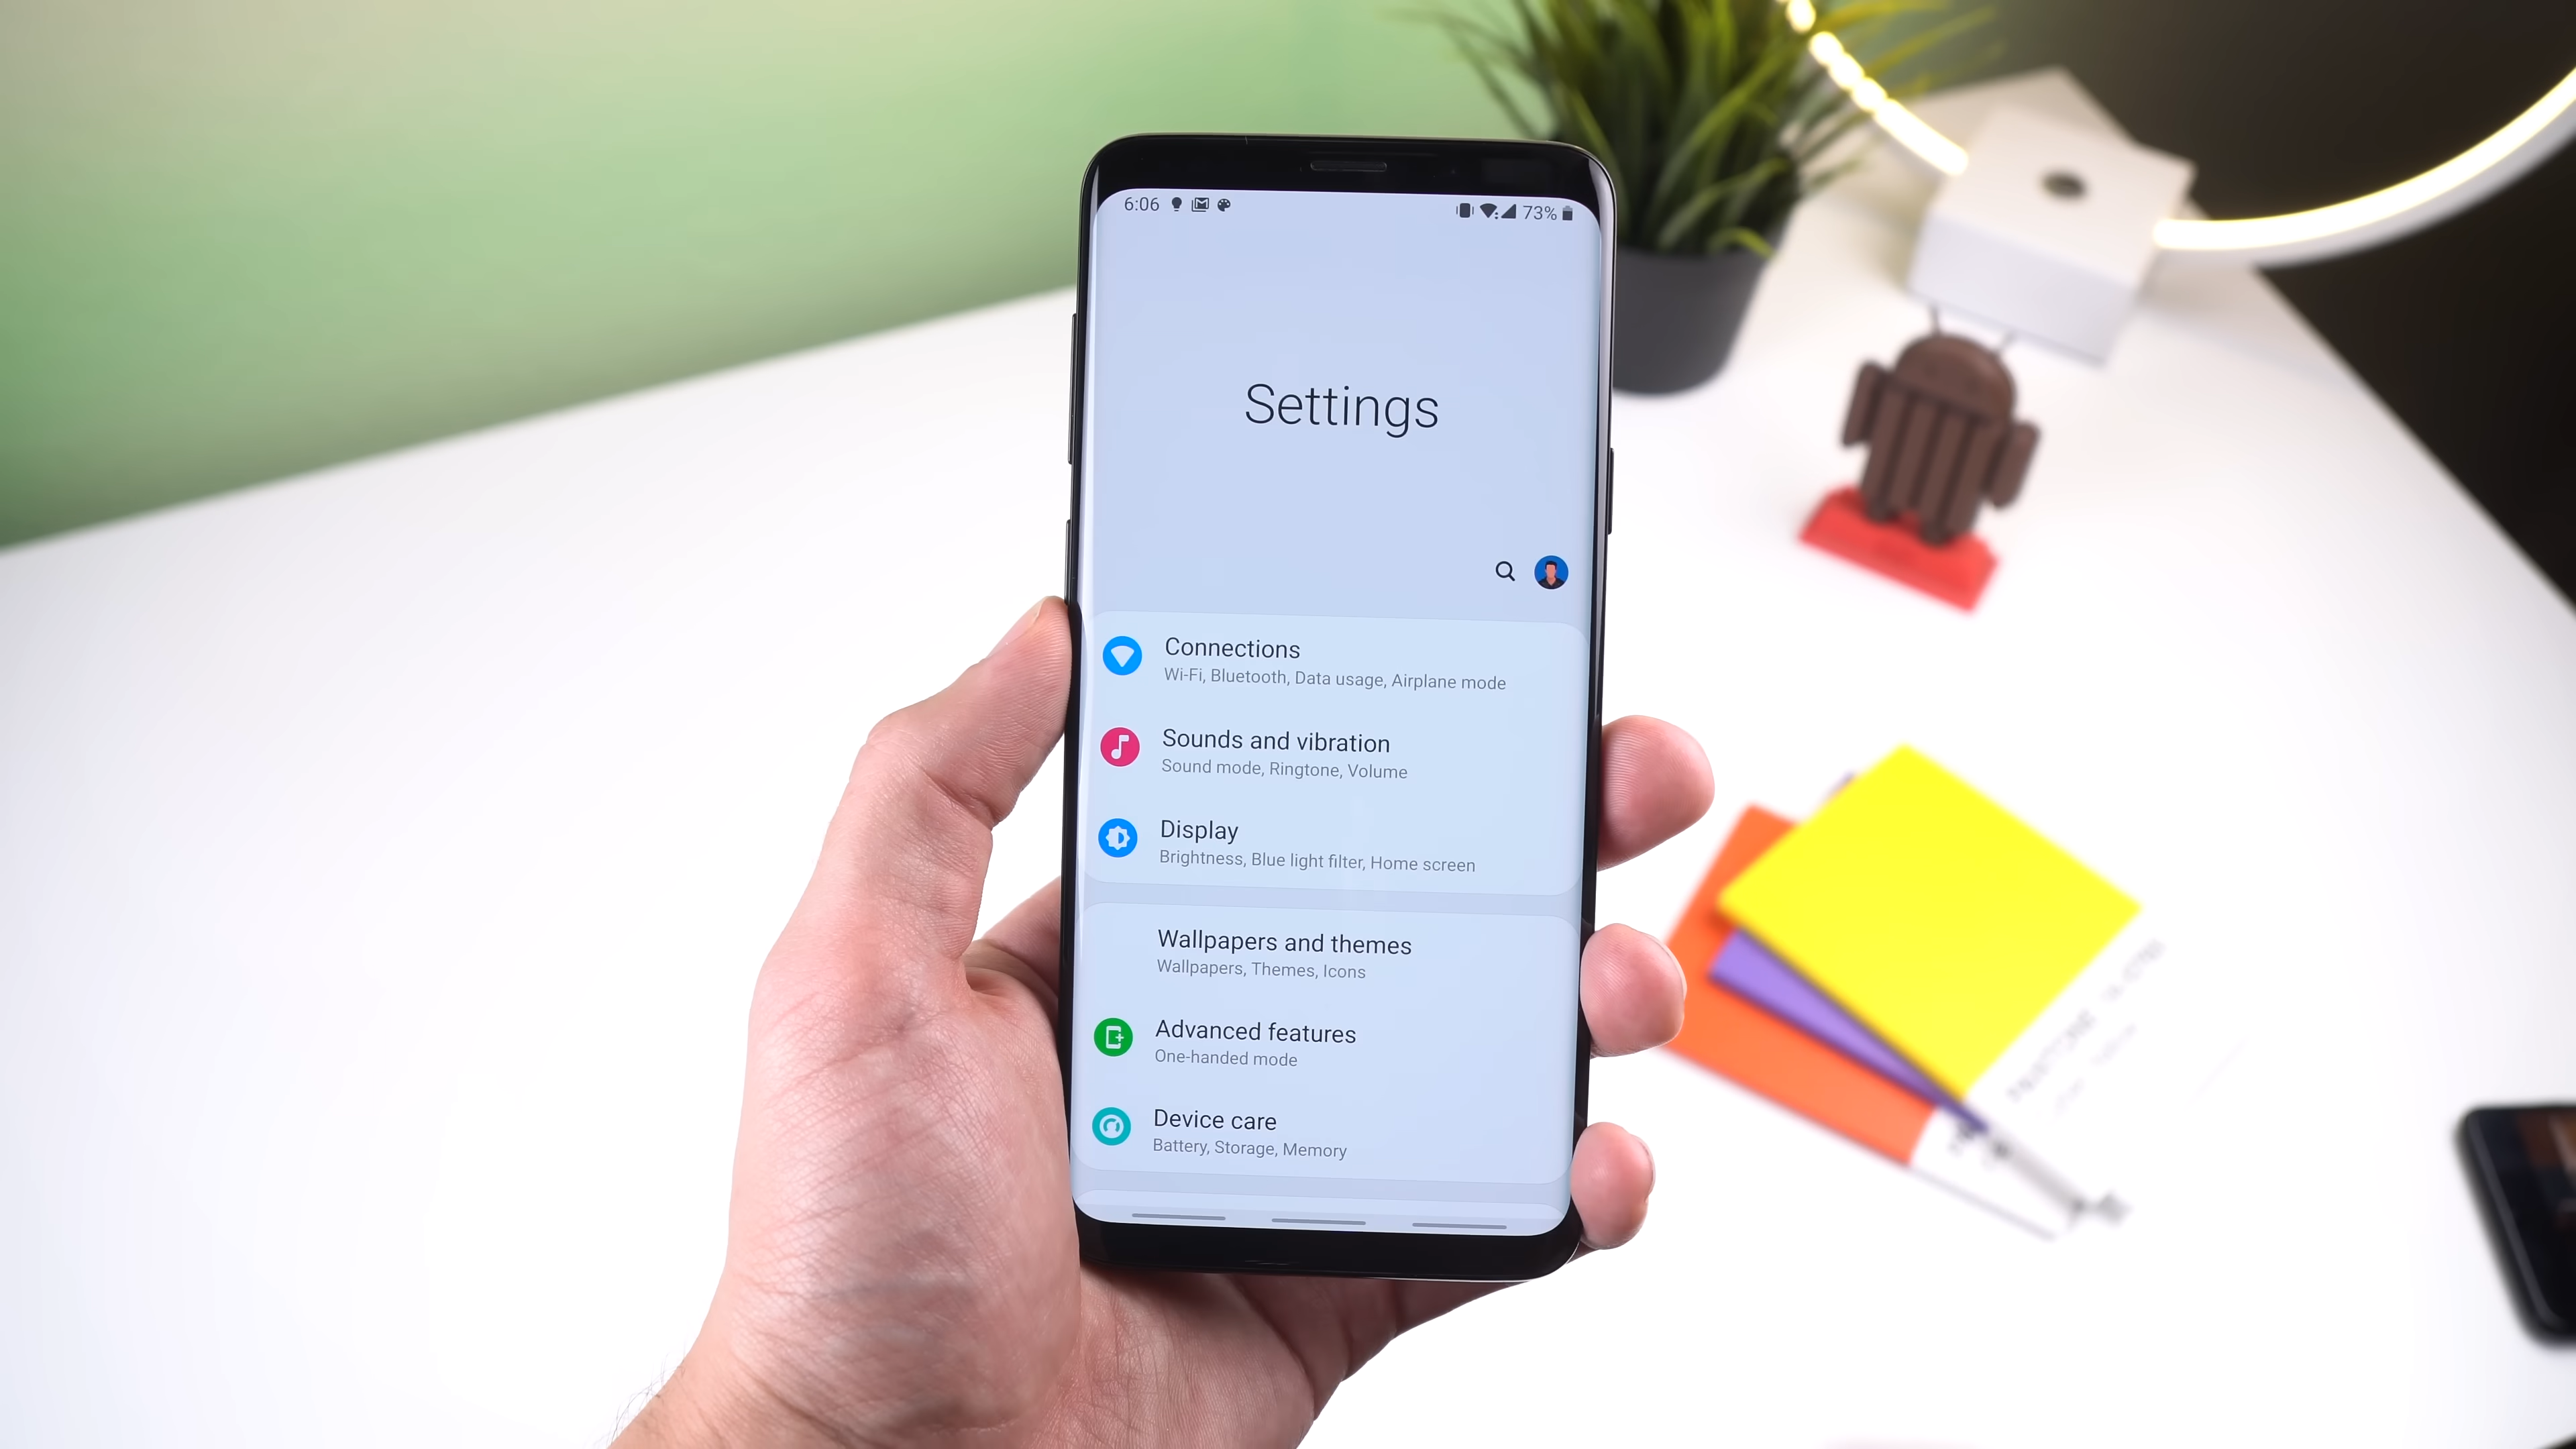 6:06 73%
Settings
Connections
Wi-Fi, Bluetooth, Data usage, Airplane mode
Sounds and vibration
Sound mode, Ringtone, Volume
Display
Brightness, Blue light filter, Home screen
Wallpapers and themes
Wallpapers, Themes, Icons
Advanced features
One-handed mode
Device care
Battery, Storage, Memory
PANTONE